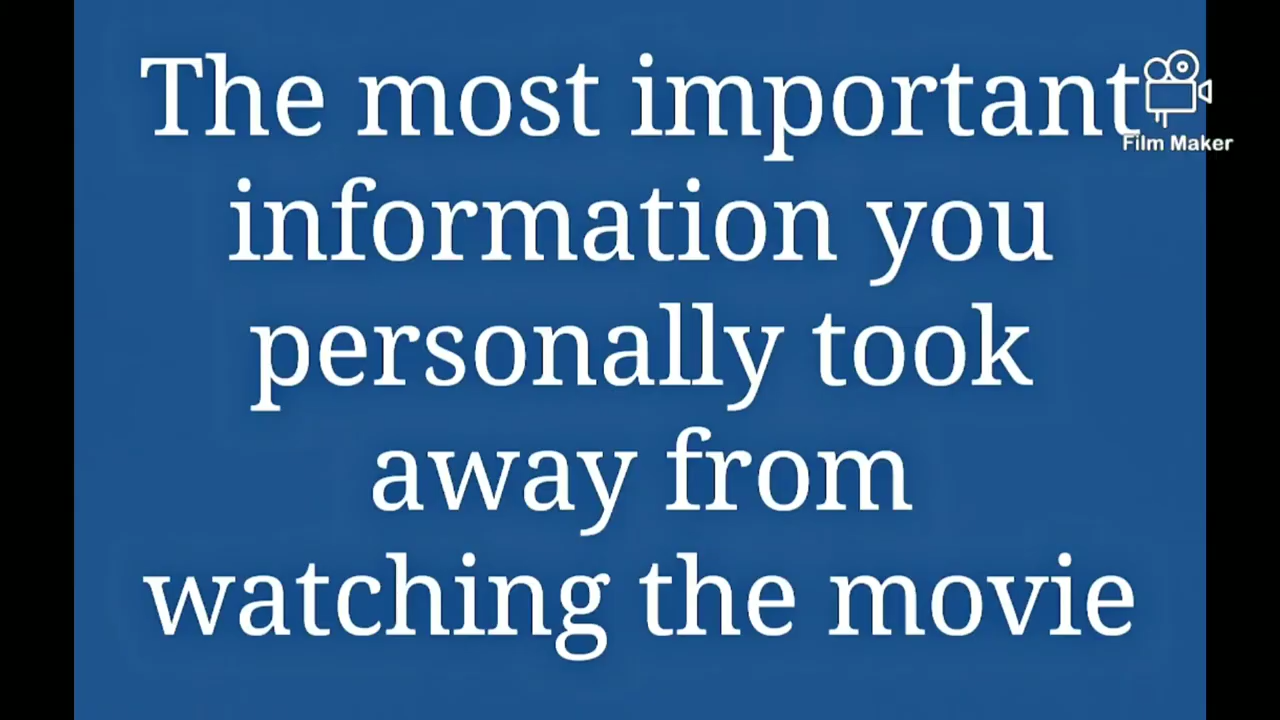 The most important
Film Maker
information you
personally took
away from
watching the movie